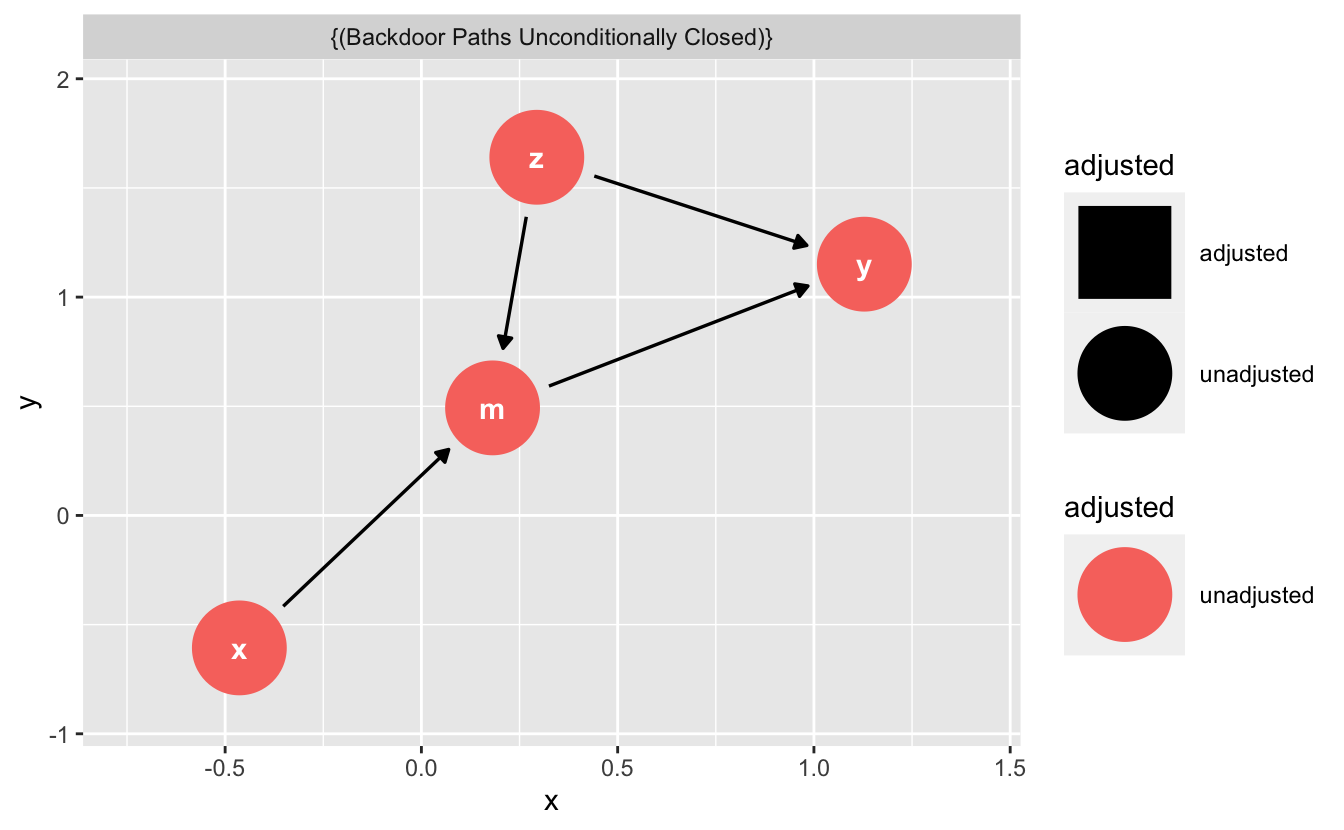 {(Backdoor Paths Unconditionally Closed)}
2
1
0
-1
y
z
y
m
x
-0.5
0.0
0.5
1.0
1.5
x
adjusted
adjusted
unadjusted
adjusted
unadjusted